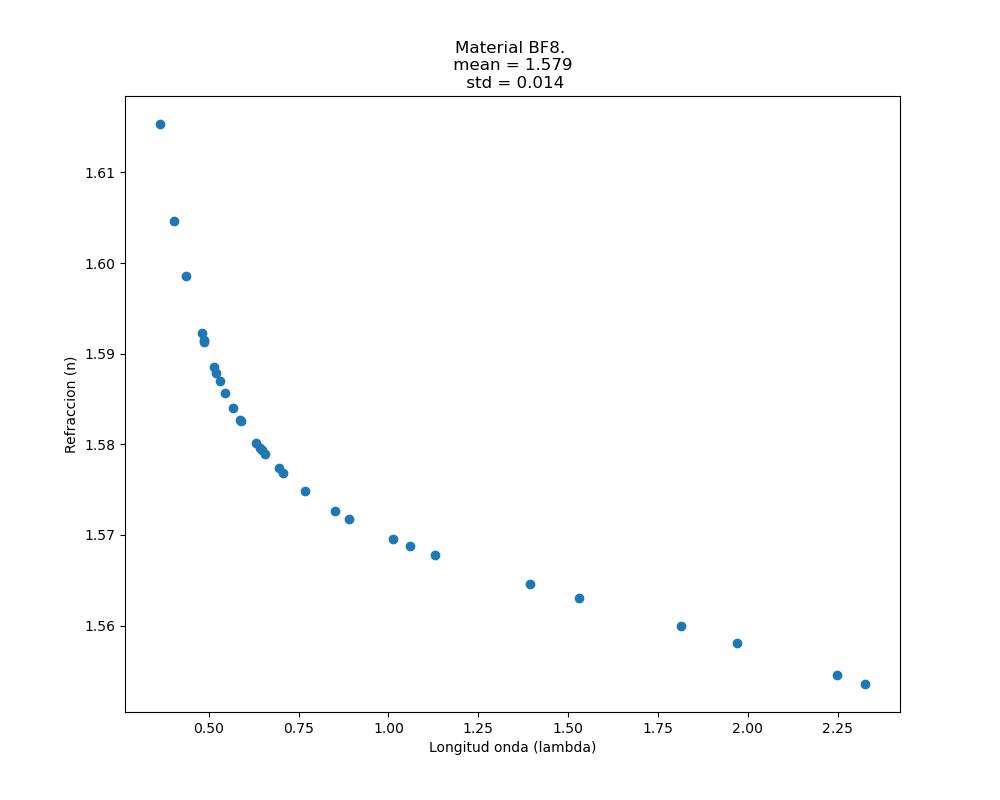 Material BF8.
mean = 1.579
std = 0.014
1.61
1.60
1.59
1.58
1.57
1.56
Refraccion (n)
0.50 0.75 1.00 1.25 1.50 1.75 2.00 2.25
Longitud onda (lambda)